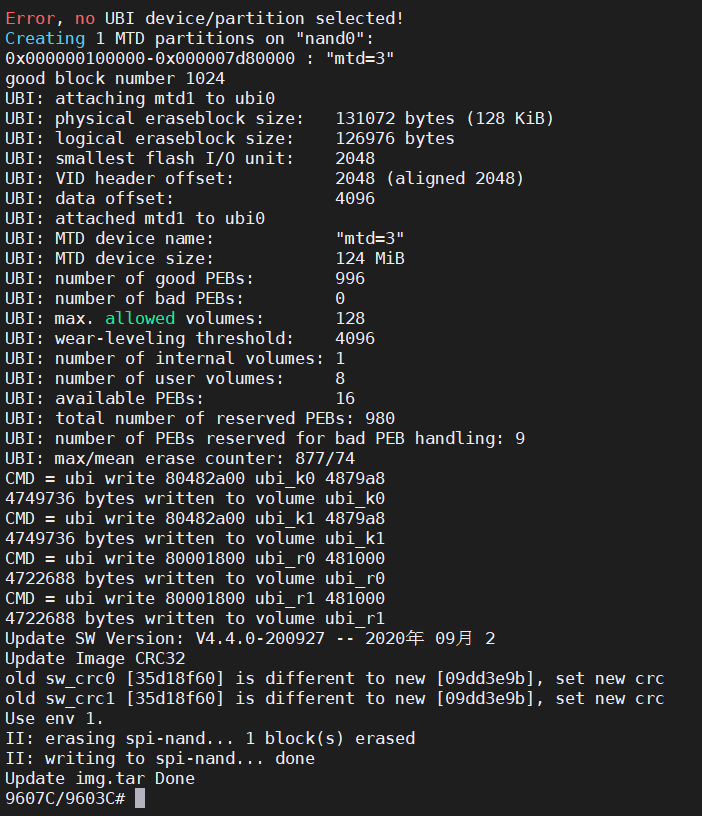 Error, no UBI device/partition selected!
Creating 1 MTD partitions on "nand0":
0x000000100000-0x000007d80000 : "mtd=3"
good block number 1024
UBI: attaching mtd1 to ubi0
UBI: physical eraseblock size:   131072 bytes (128 KiB)
UBI: logical eraseblock size:    126976 bytes
UBI: smallest flash I/O unit:    2048
UBI: VID header offset:          2048 (aligned 2048)
UBI: data offset:                4096
UBI: attached mtd1 to ubi0
UBI: MTD device name:            "mtd=3"
UBI: MTD device size:            124 MiB
UBI: number of good PEBs:        996
UBI: number of bad PEBs:         0
UBI: max. allowed volumes:       128
UBI: wear-leveling threshold:    4096
UBI: number of internal volumes: 1
UBI: number of user volumes:     8
UBI: available PEBs:             16
UBI: total number of reserved PEBs: 980
UBI: number of PEBs reserved for bad PEB handling: 9
UBI: max/mean erase counter: 877/74
CMD = ubi write 80482a00 ubi_k0 4879a8
4749736 bytes written to volume ubi_k0
CMD = ubi write 80482a00 ubi_k1 4879a8
4749736 bytes written to volume ubi_k1
CMD = ubi write 80001800 ubi_r0 481000
4722688 bytes written to volume ubi_r0
CMD = ubi write 80001800 ubi_r1 481000
4722688 bytes written to volume ubi_r1
Update SW Version: V4.4.0-200927 -- 2020年 09月 2
Update Image CRC32
old sw_crc0 [35d18f60] is different to new [09dd3e9b], set new crc
old sw_crc1 [35d18f60] is different to new [09dd3e9b], set new crc
Use env 1.
II: erasing spi-nand... 1 block(s) erased
II: writing to spi-nand... done
Update img.tar Done
9607C/9603C#